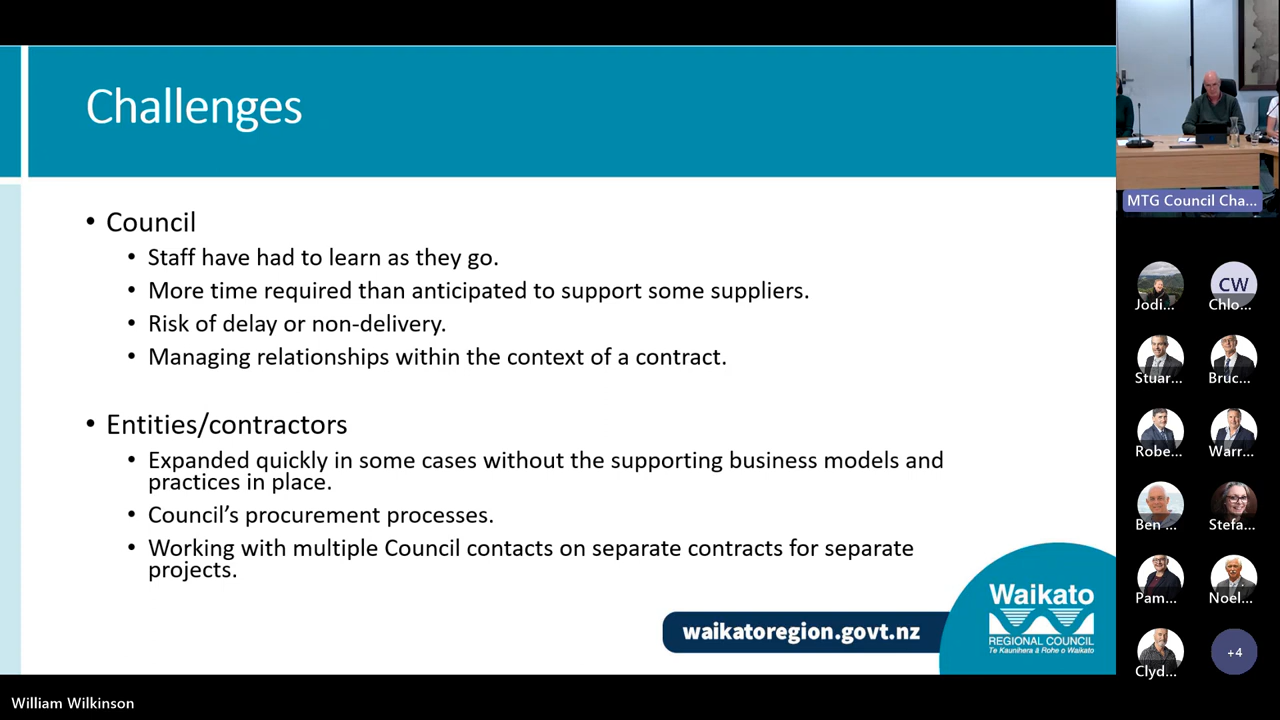 Challenges
• Council
• Staff have had to learn as they go.
• More time required than anticipated to support some suppliers.
• Risk of delay or non-delivery.
• Managing relationships within the context of a contract.
• Entities/contractors
• Expanded quickly in some cases without the supporting business models and
practices in place.
• Council’s procurement processes.
• Working with multiple Council contacts on separate contracts for separate
projects.
waikatoregion.govt.nz
Waikato
REGIONAL COUNCIL
Te Kaunihera ā Rohe o Waikato
MTG Council Cha...
Jodi...
CW
Chlo...
Stuar...
Bruc...
Robe...
Warr...
Ben ...
Stefa...
Pam...
Noel...
Clyd...
+4
William Wilkinson